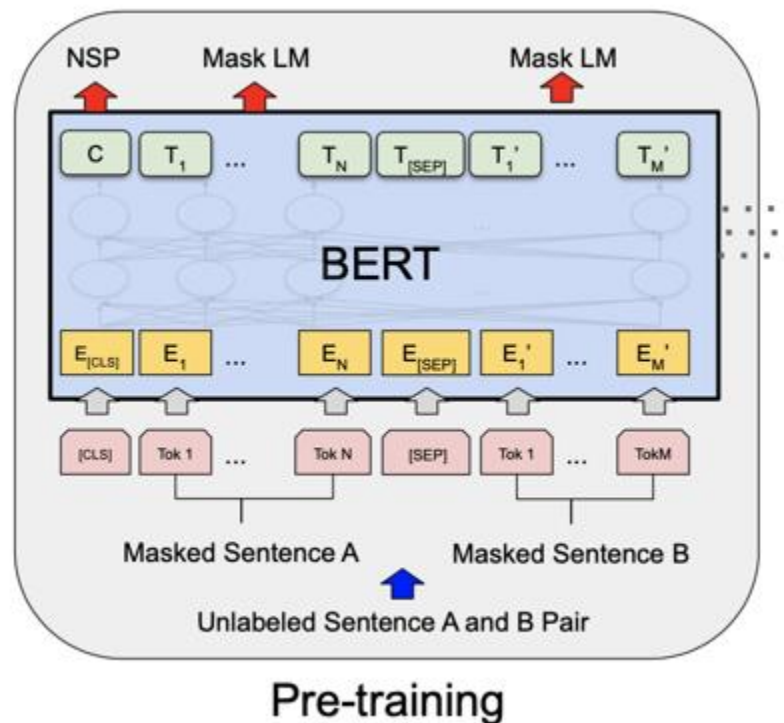 NSP Mask LM Mask LM
C T1 ... TN T[SEP] T1' ... TM'
...
BERT
E[CLS] E1 ... EN E[SEP] E1' ... EM'
[CLS] Tok 1 ... Tok N [SEP] Tok 1 ... TokM
Masked Sentence A Masked Sentence B
Unlabeled Sentence A and B Pair
Pre-training